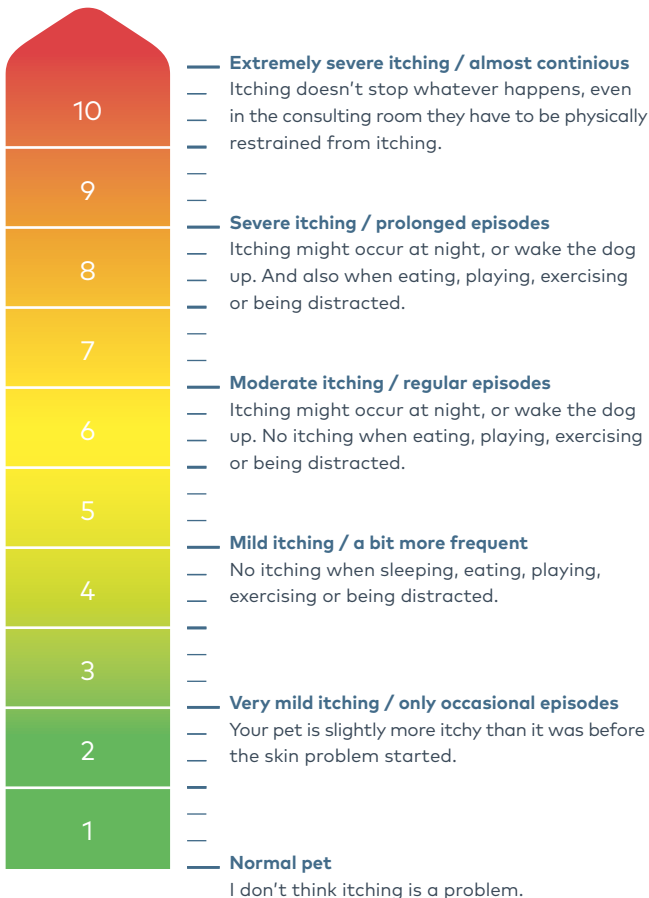 10
Extremely severe itching / almost continious
Itching doesn’t stop whatever happens, even
in the consulting room they have to be physically
restrained from itching.
9
Severe itching / prolonged episodes
Itching might occur at night, or wake the dog
up. And also when eating, playing, exercising
or being distracted.
8
7
Moderate itching / regular episodes
Itching might occur at night, or wake the dog
up. No itching when eating, playing, exercising
or being distracted.
6
5
Mild itching / a bit more frequent
No itching when sleeping, eating, playing,
exercising or being distracted.
4
3
Very mild itching / only occasional episodes
Your pet is slightly more itchy than it was before
the skin problem started.
2
1
Normal pet
I don’t think itching is a problem.